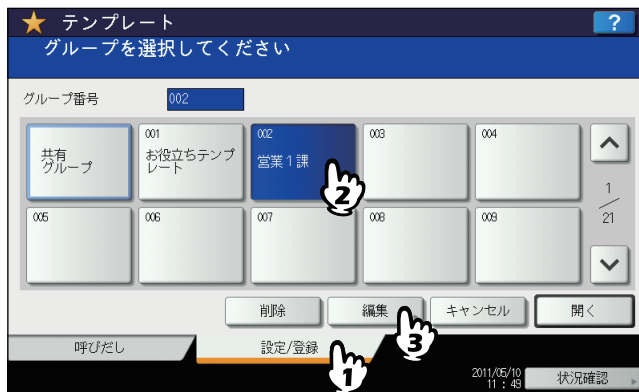 テンプレート
?
グループを選択してください
グループ番号 002
共有
グループ
001
お役立ちテンプ
レート
002
営業1課
003
004
1
/
21
005
006
007
008
009
2
削除
編集
キャンセル
開く
3
呼びだし
設定/登録
1
2011/05/10
11 : 49
状況確認